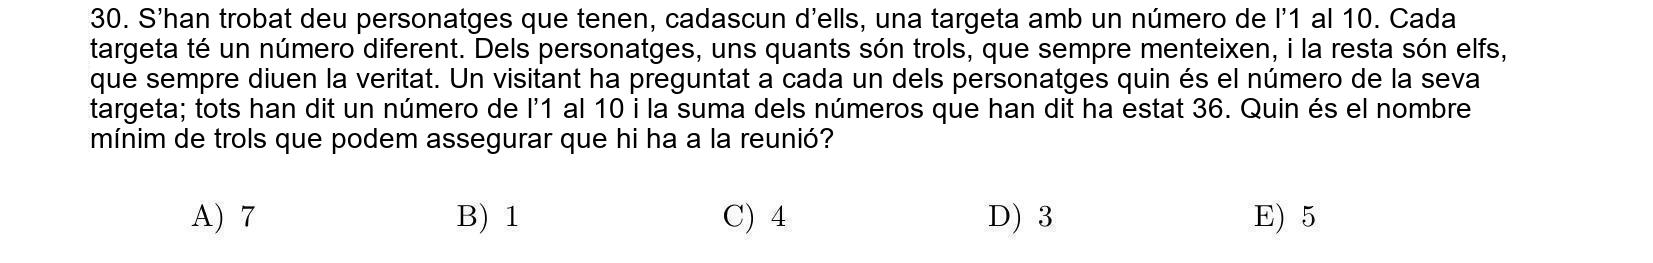 30. S’han trobat deu personatges que tenen, cadascun d’ells, una targeta amb un número de l’1 al 10. Cada
targeta té un número diferent. Dels personatges, uns quants són trols, que sempre menteixen, i la resta són elfs,
que sempre diuen la veritat. Un visitant ha preguntat a cada un dels personatges quin és el número de la seva
targeta; tots han dit un número de l’1 al 10 i la suma dels números que han dit ha estat 36. Quin és el nombre
mínim de trols que podem assegurar que hi ha a la reunió?
A) 7 B) 1 C) 4 D) 3 E) 5